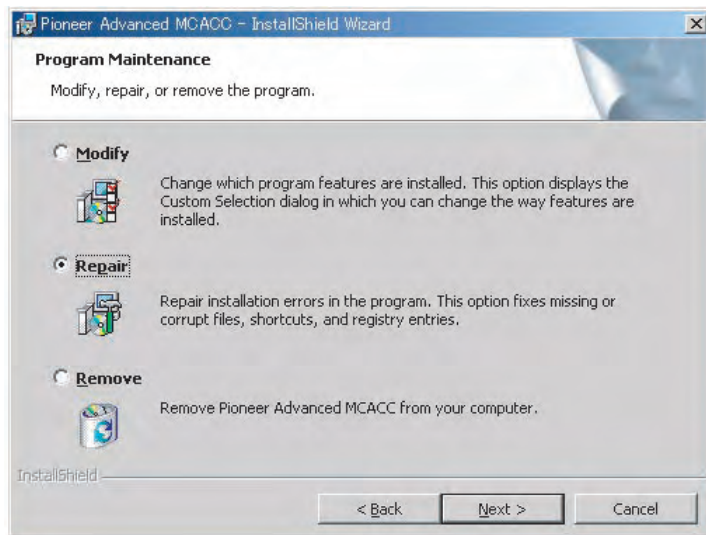 Pioneer Advanced MCACC - InstallShield Wizard
Program Maintenance
Modify, repair, or remove the program.
Modify
Change which program features are installed. This option displays the
Custom Selection dialog in which you can change the way features are
installed.
Repair
Repair installation errors in the program. This option fixes missing or
corrupt files, shortcuts, and registry entries.
Remove
Remove Pioneer Advanced MCACC from your computer.
InstallShield
< Back
Next >
Cancel